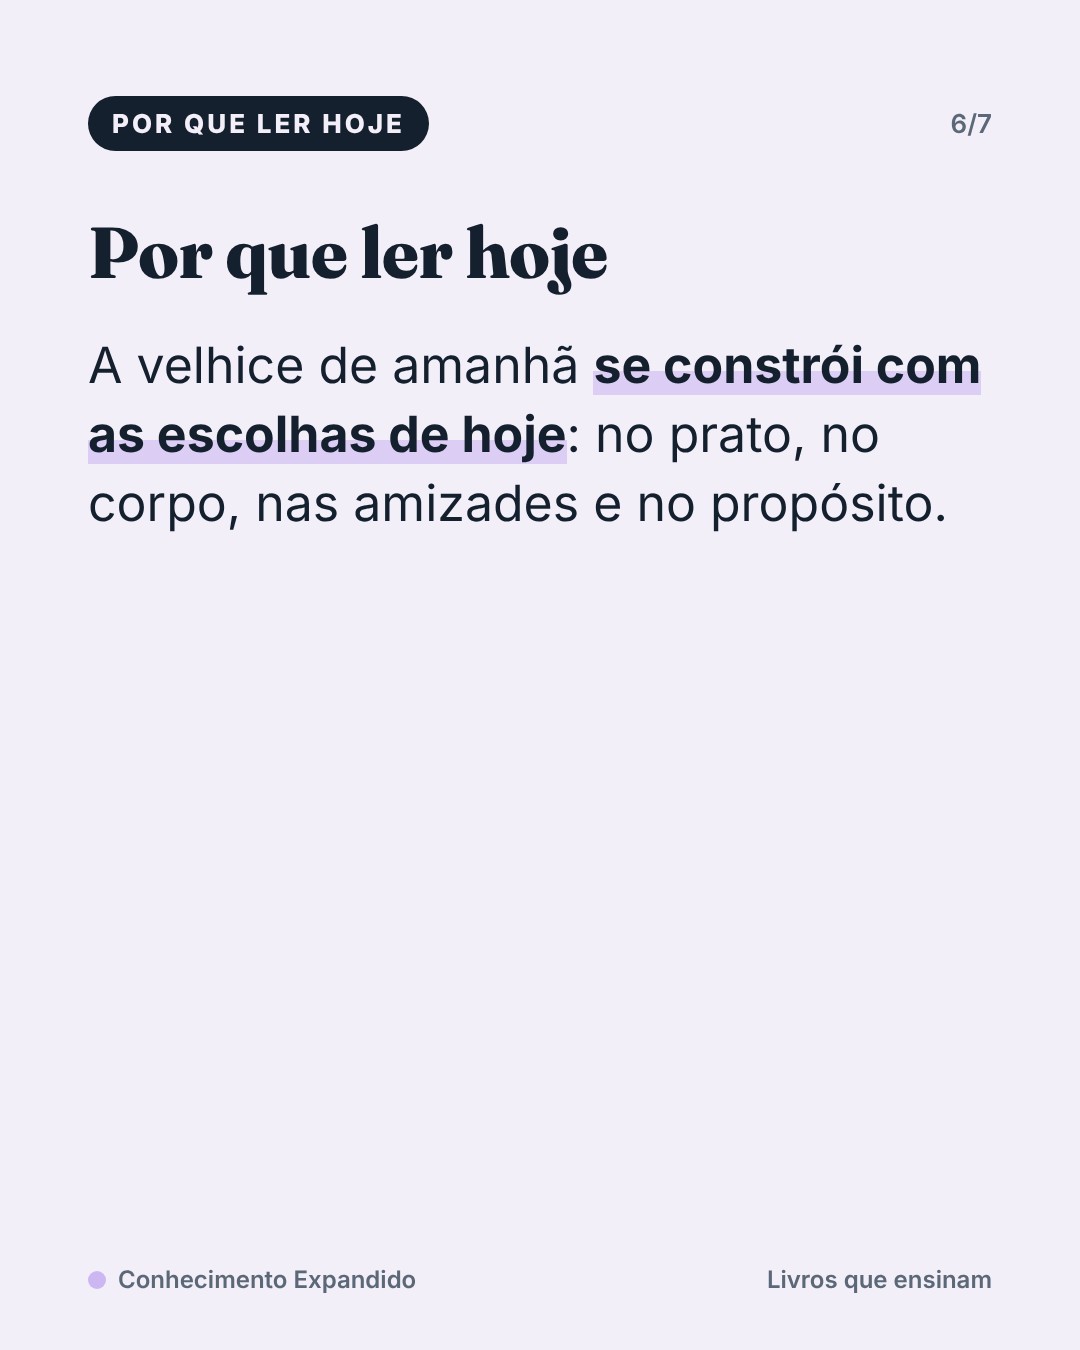 POR QUE LER HOJE
6/7
Por que ler hoje
A velhice de amanhã se constrói com
as escolhas de hoje: no prato, no
corpo, nas amizades e no propósito.
Conhecimento Expandido
Livros que ensinam